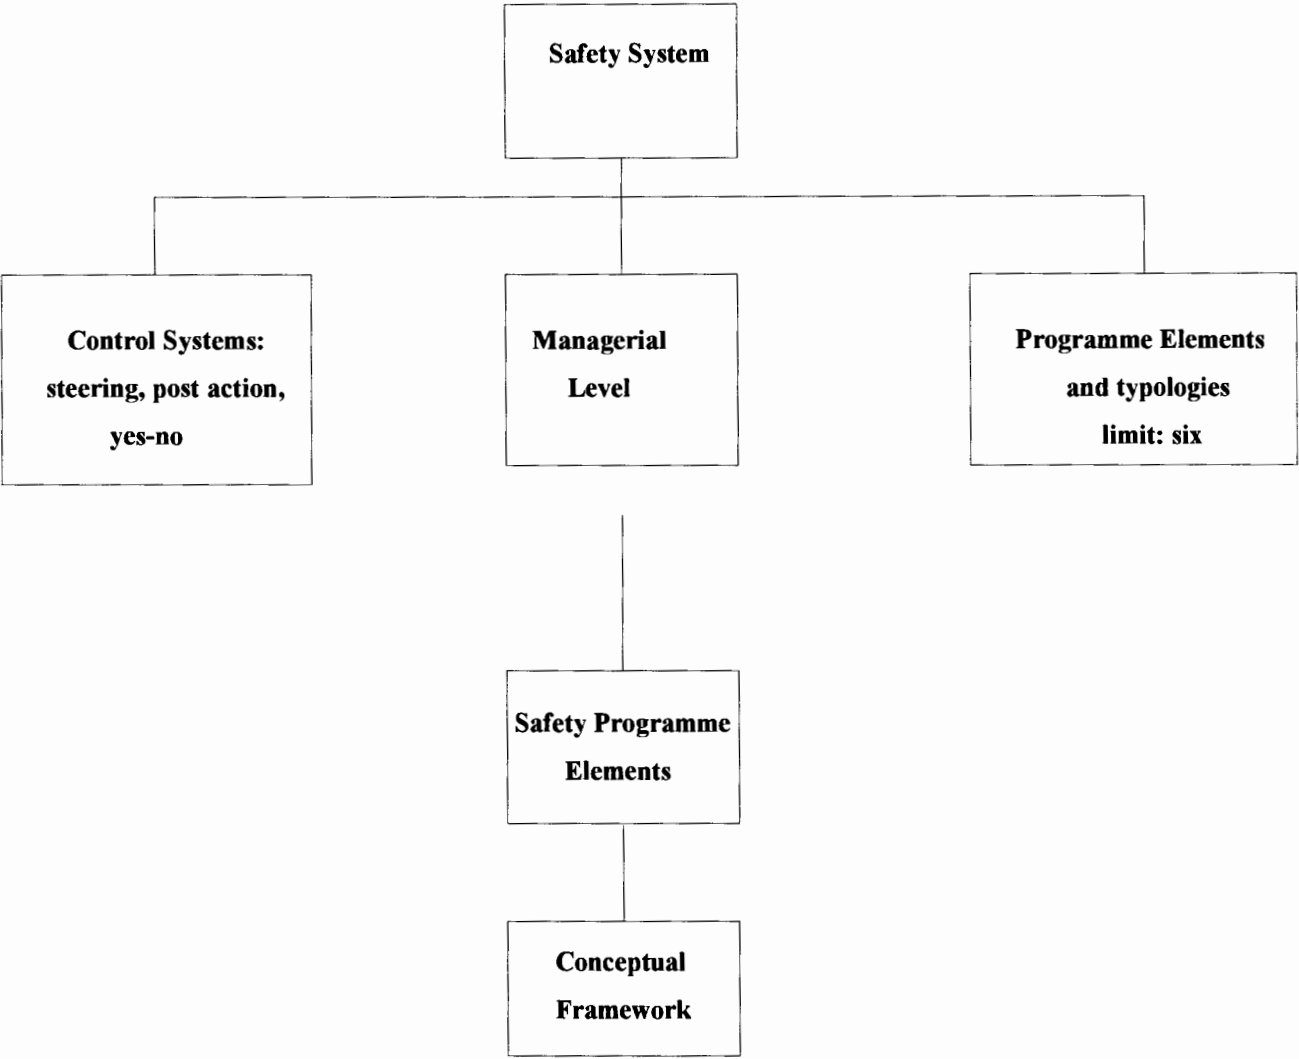 Safety System
Control Systems:
steering, post action,
yes-no
Managerial
Level
Programme Elements
and typologies
limit: six
Safety Programme
Elements
Conceptual
Framework